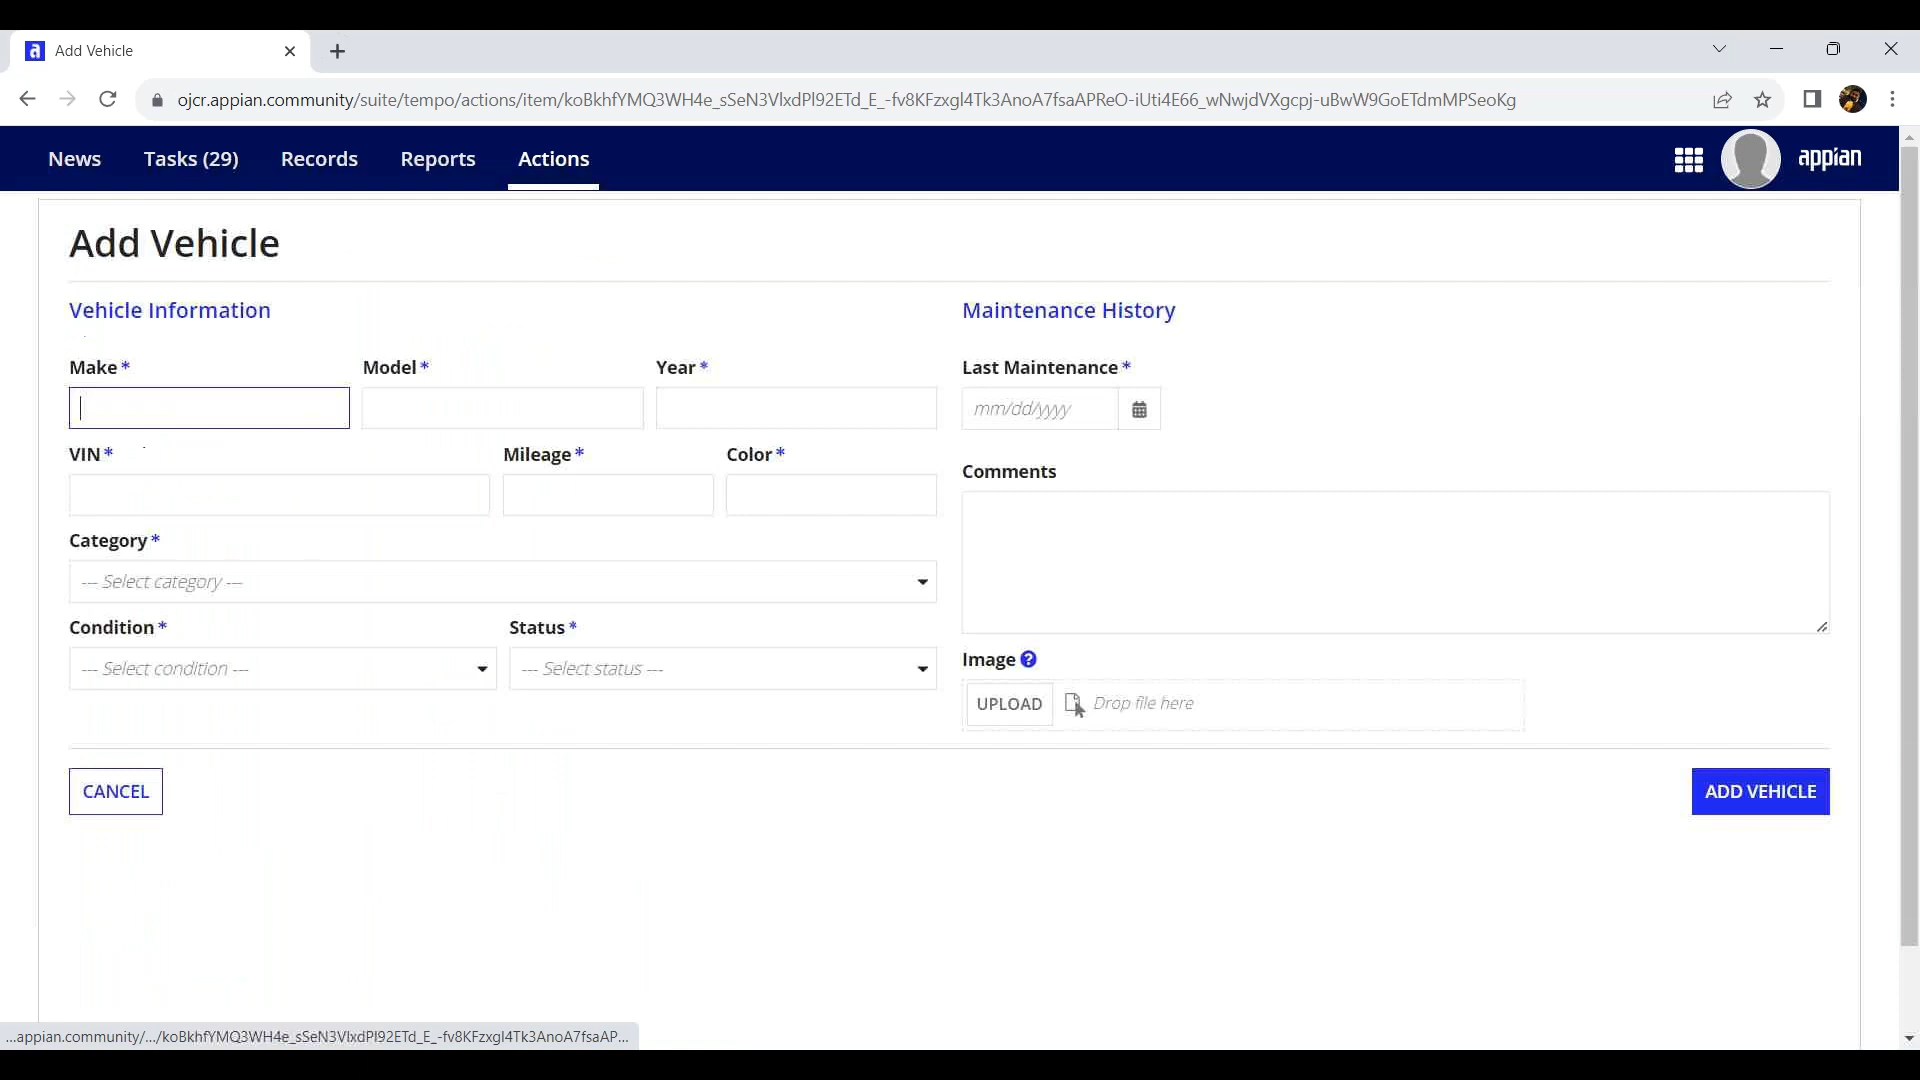 Add Vehicle
ojcr.appian.community/suite/tempo/actions/item/koBkhfYMQ3WH4e_sSeN3VlxdPl92ETd_E_-fv8KFzxgl4Tk3AnoA7fsaAPReO-iUti4E66_wNwjdVXgcpj-uBwW9GoETdmMPSeoKg
News Tasks (29) Records Reports Actions appian
Add Vehicle
Vehicle Information Maintenance History
Make * Model * Year * Last Maintenance *
mm/dd/yyyy
VIN * Mileage * Color *
Comments
Category *
--- Select category ---
Condition * Status *
--- Select condition --- --- Select status ---
Image ?
UPLOAD Drop file here
CANCEL ADD VEHICLE
...appian.community/.../koBkhfYMQ3WH4e_sSeN3VlxdPl92ETd_E_-fv8KFzxgl4Tk3AnoA7fsaAP...